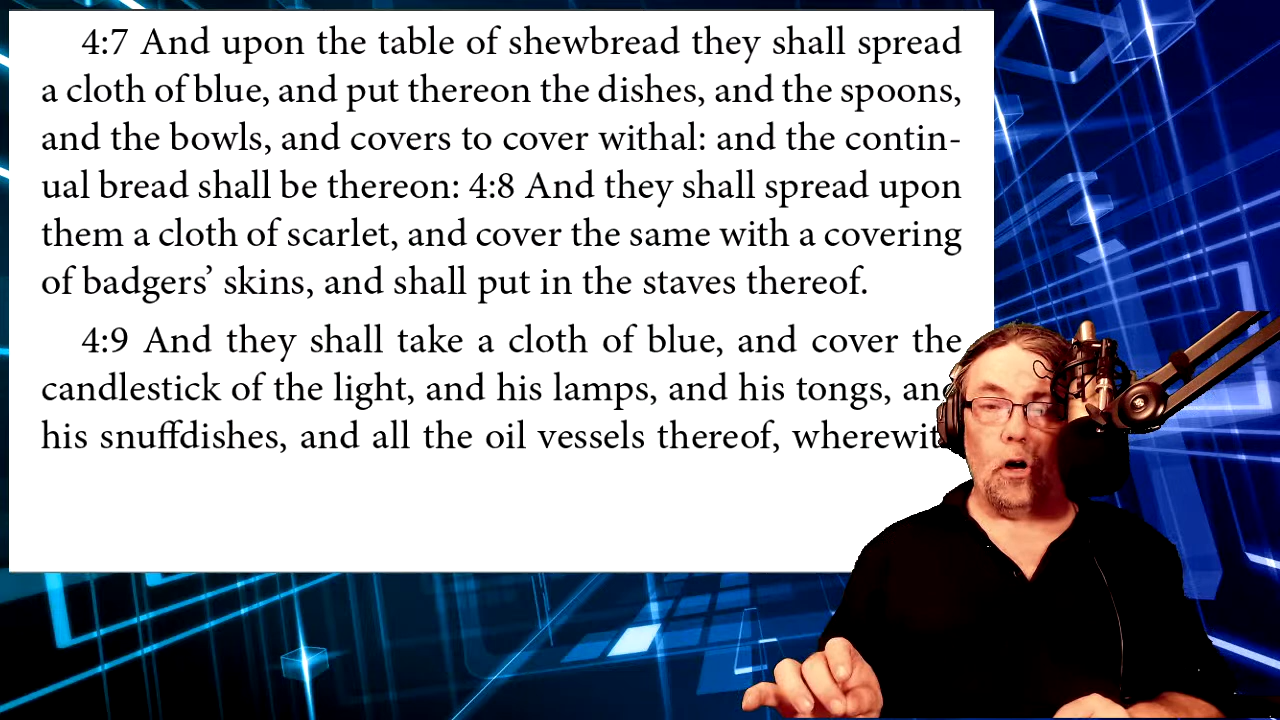 4:7 And upon the table of shewbread they shall spread
a cloth of blue, and put thereon the dishes, and the spoons,
and the bowls, and covers to cover withal: and the contin-
ual bread shall be thereon: 4:8 And they shall spread upon
them a cloth of scarlet, and cover the same with a covering
of badgers’ skins, and shall put in the staves thereof.
4:9 And they shall take a cloth of blue, and cover the
candlestick of the light, and his lamps, and his tongs, and
his snuffdishes, and all the oil vessels thereof,